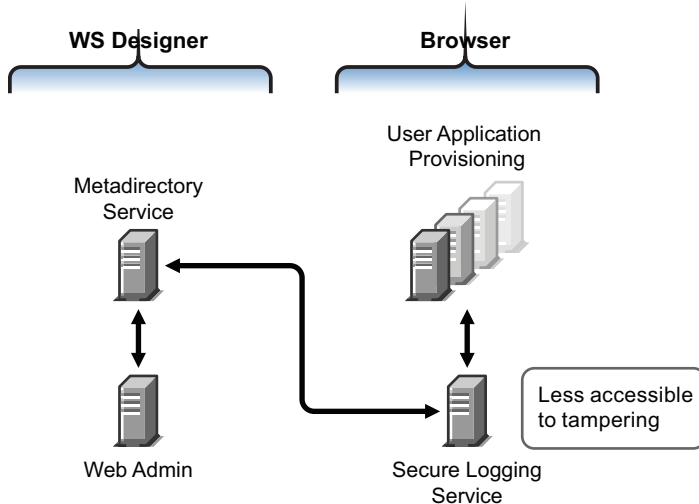 WS Designer
Browser
User Application
Provisioning
Metadirectory
Service
Less accessible
to tampering
Web Admin
Secure Logging
Service